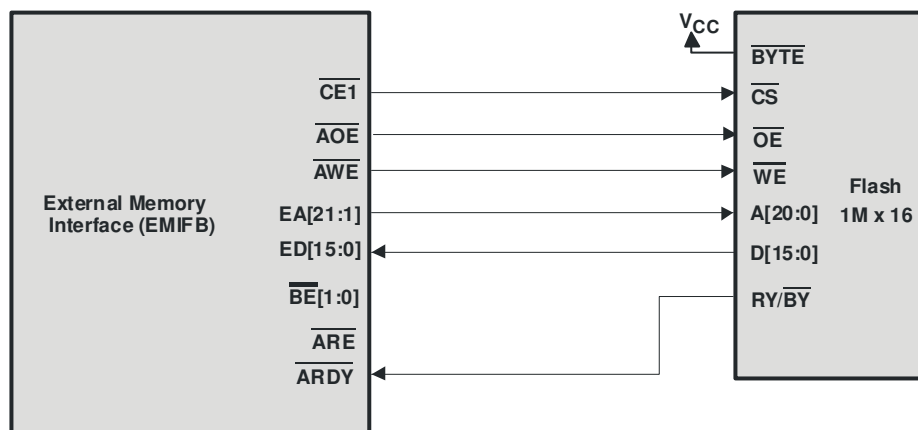 External Memory
Interface (EMIFB)
CE1
AOE
AWE
EA[21:1]
ED[15:0]
BE[1:0]
ARE
ARDY
VCC
BYTE
CS
OE
WE
A[20:0]
D[15:0]
RY/BY
Flash
1M x 16